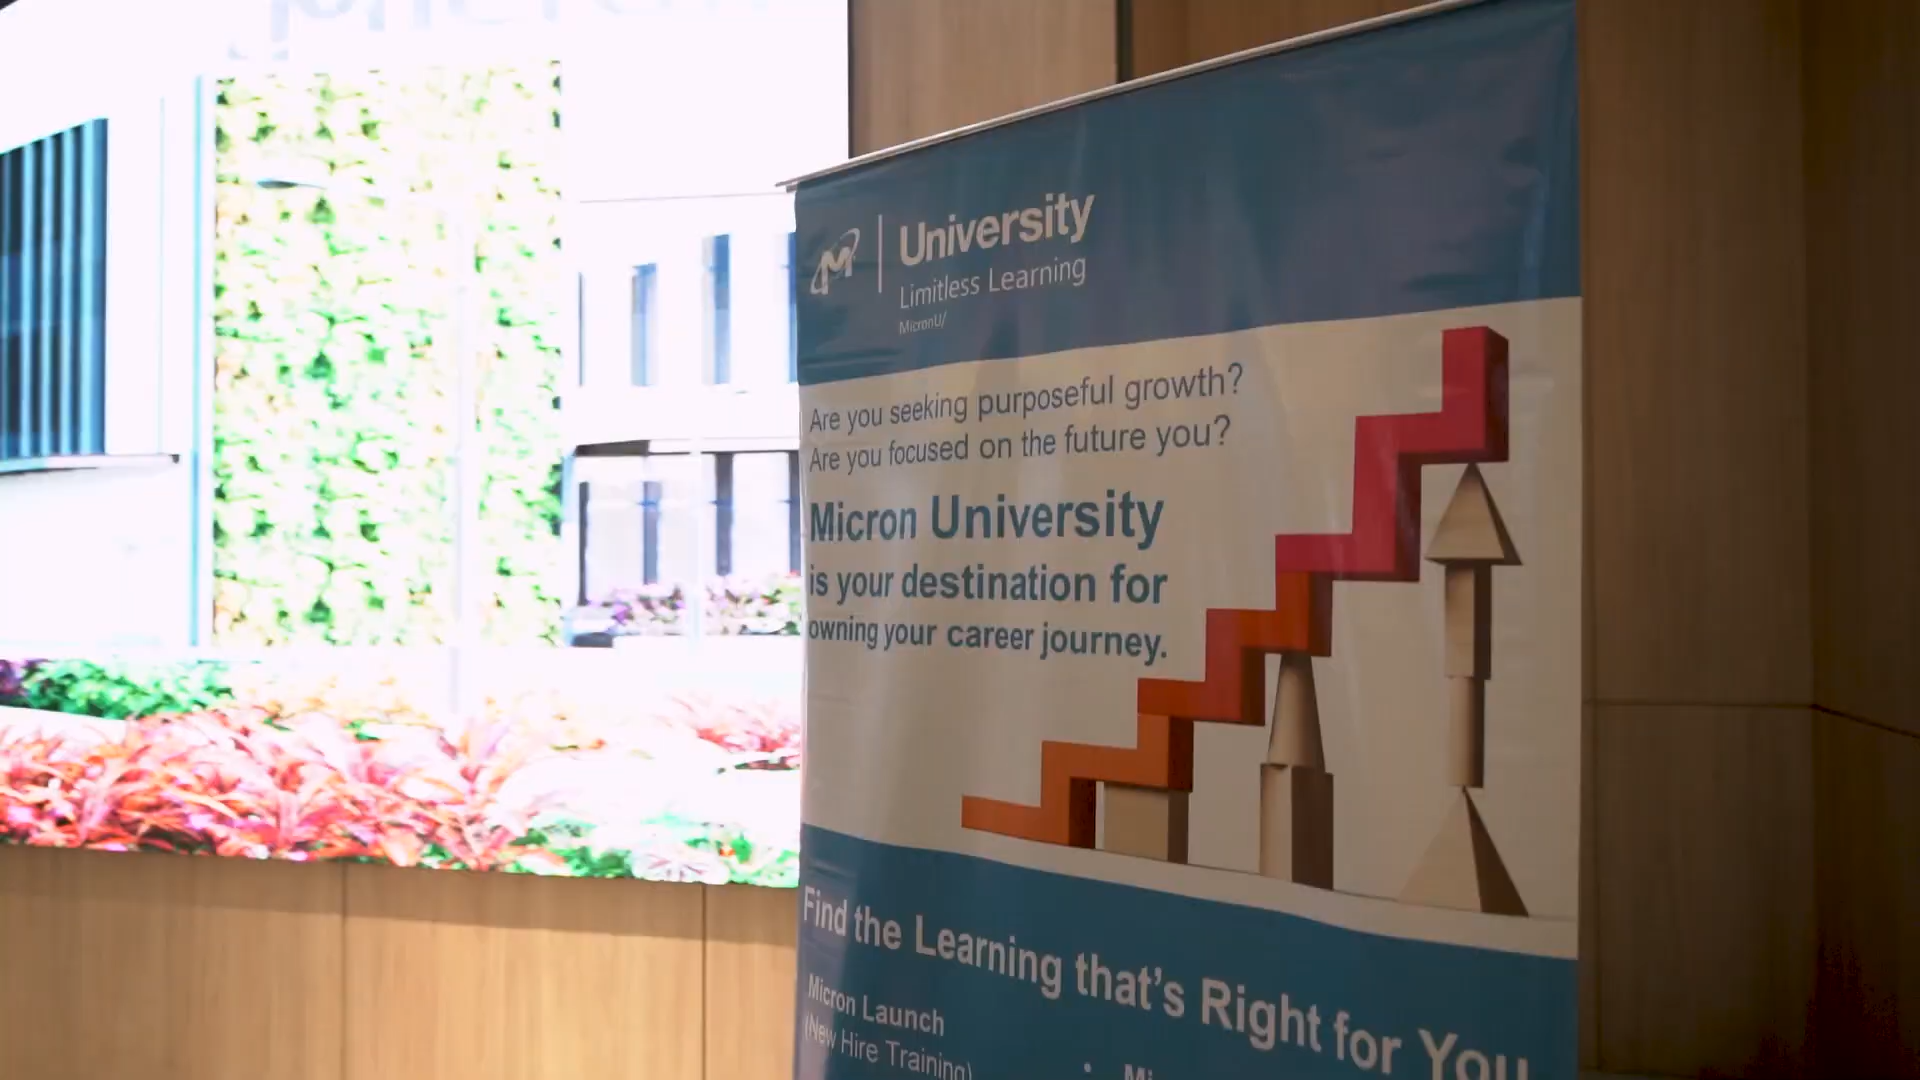 University
Limitless Learning
MicronU/
Are you seeking purposeful growth?
Are you focused on the future you?
Micron University
is your destination for
owning your career journey.
Find the Learning that's Right for You
Micron Launch
(New Hire Training)